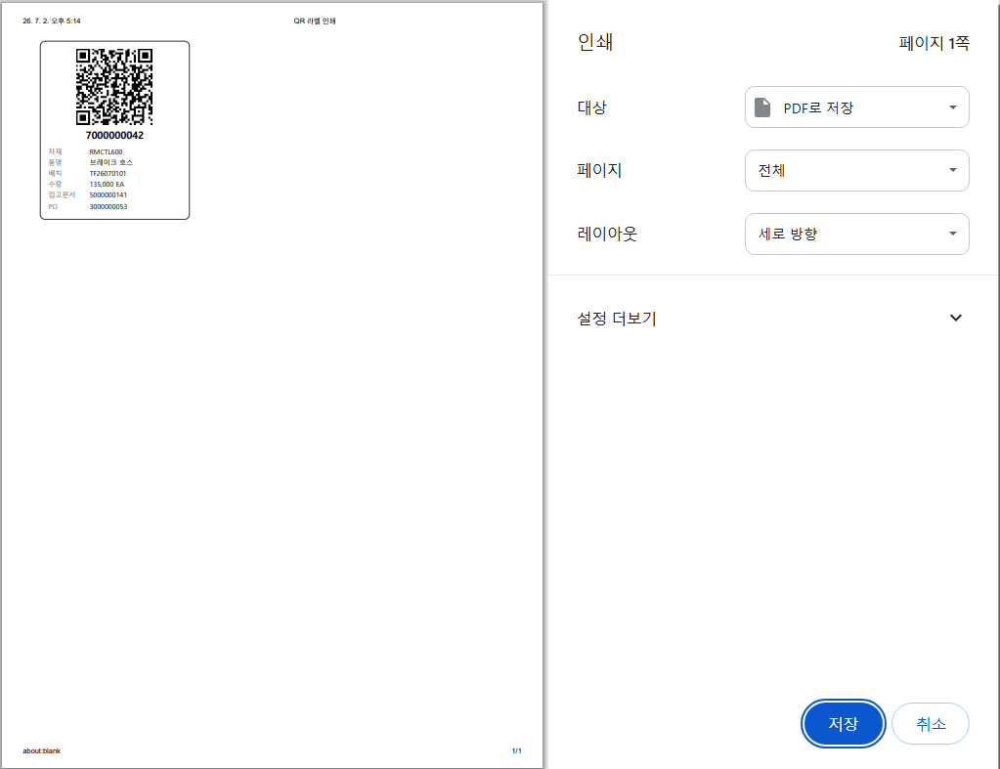 26. 7. 2. 오후 5:14
QR 라벨 인쇄
7000000042
자재 RMCTL600
품명 브레이크 호스
배치 TF26070101
수량 135,000 EA
입고문서 5000000141
PO 3000000053
about:blank
1/1
인쇄
페이지 1쪽
대상
PDF로 저장
페이지
전체
레이아웃
세로 방향
설정 더보기
저장
취소